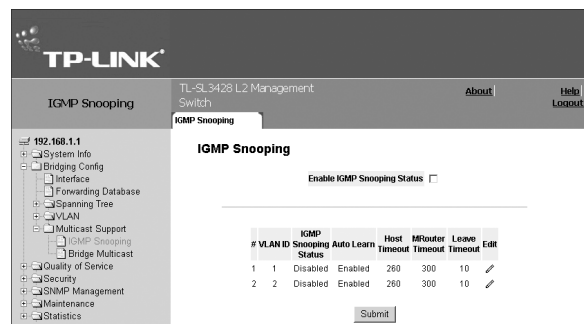 TP-LINK®
IGMP Snooping
TL-SL3428 L2 Management
Switch
About
Help
Logout
IGMP Snooping
192.168.1.1
System Info
Bridging Config
Interface
Forwarding Database
Spanning Tree
VLAN
Multicast Support
IGMP Snooping
Bridge Multicast
Quality of Service
Security
SNMP Management
Maintenance
Statistics
IGMP Snooping
Enable IGMP Snooping Status
# VLAN ID IGMP Snooping Status Auto Learn Host Timeout MRouter Timeout Leave Timeout Edit
1 1 Disabled Enabled 260 300 10
2 2 Disabled Enabled 260 300 10
Submit